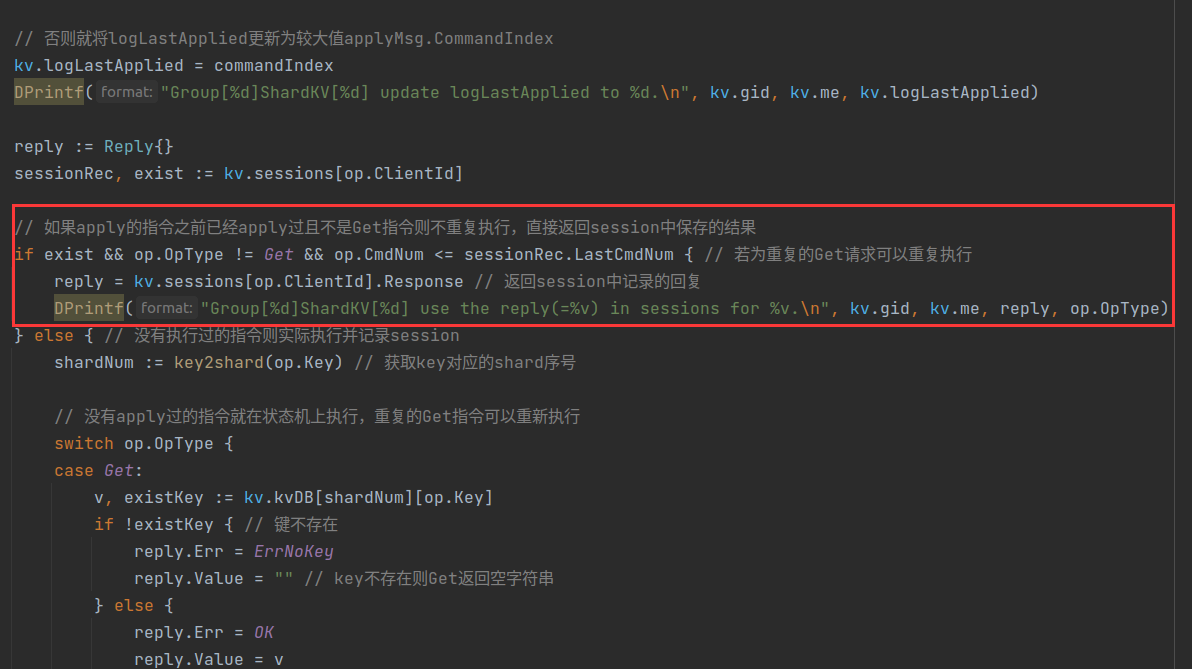 // 否则就将logLastApplied更新为较大值applyMsg.CommandIndex
kv.logLastApplied = commandIndex
DPrintf( format: "Group[%d]ShardKV[%d] update logLastApplied to %d.\n", kv.gid, kv.me, kv.logLastApplied)
reply := Reply{}
sessionRec, exist := kv.sessions[op.ClientId]
// 如果apply的指令之前已经apply过且不是Get指令则不重复执行，直接返回session中保存的结果
if exist && op.OpType != Get && op.CmdNum <= sessionRec.LastCmdNum { // 若为重复的Get请求可以重复执行
reply = kv.sessions[op.ClientId].Response // 返回session中记录的回复
DPrintf( format: "Group[%d]ShardKV[%d] use the reply(=%v) in sessions for %v.\n", kv.gid, kv.me, reply, op.OpType)
} else { // 没有执行过的指令则实际执行并记录session
shardNum := key2shard(op.Key) // 获取key对应的shard序号
// 没有apply过的指令就在状态机上执行，重复的Get指令可以重新执行
switch op.OpType {
case Get:
v, existKey := kv.kvDB[shardNum][op.Key]
if !existKey { // 键不存在
reply.Err = ErrNoKey
reply.Value = "" // key不存在则Get返回空字符串
} else {
reply.Err = OK
reply.Value = v